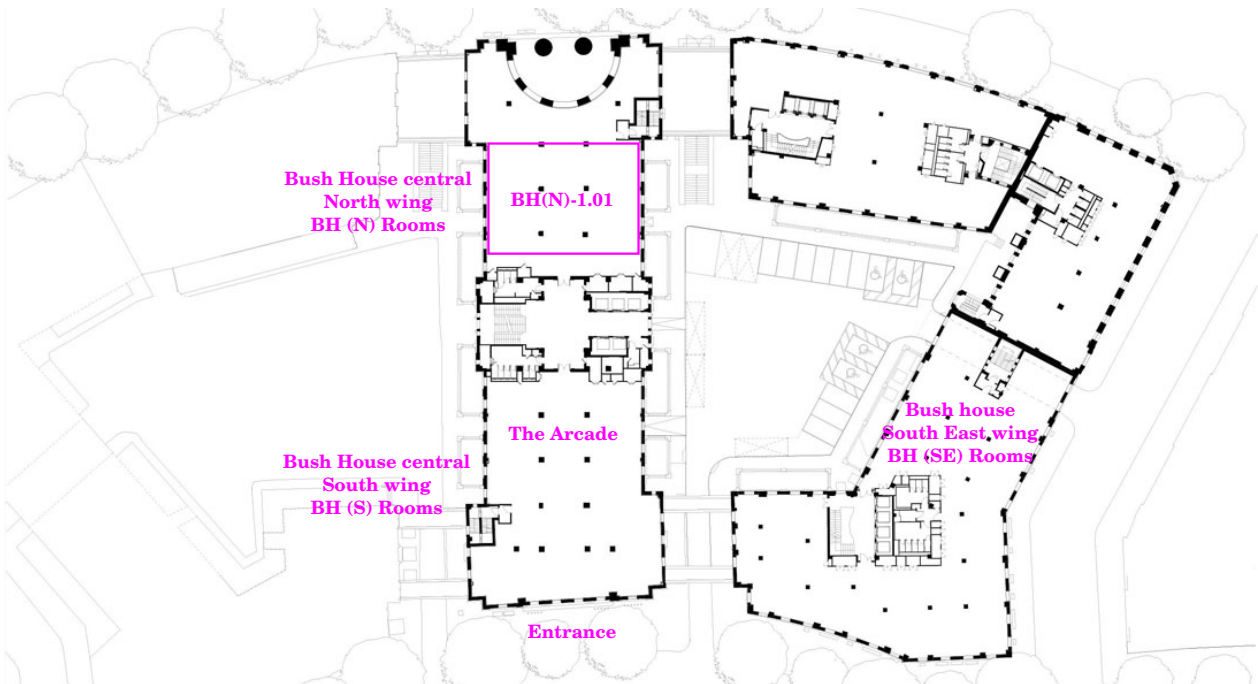 Bush House central
North wing
BH (N) Rooms
BH(N)-1.01
The Arcade
Bush House central
South wing
BH (S) Rooms
Bush house
South East wing
BH (SE) Rooms
Entrance